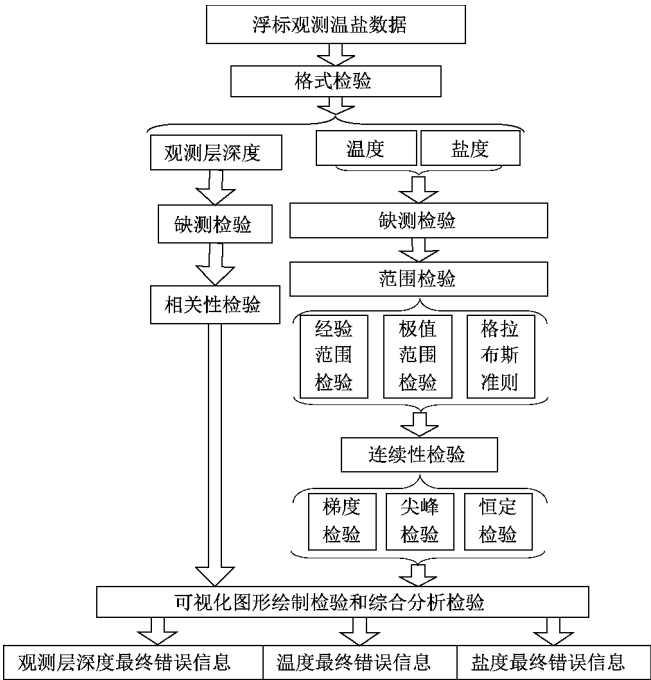 浮标观测温盐数据
格式检验
观测层深度
温度
盐度
缺测检验
缺测检验
范围检验
相关性检验
经验
范围
检验
极值
范围
检验
格拉
布斯
准则
连续性检验
梯度
检验
尖峰
检验
恒定
检验
可视化图形绘制检验和综合分析检验
观测层深度最终错误信息
温度最终错误信息
盐度最终错误信息